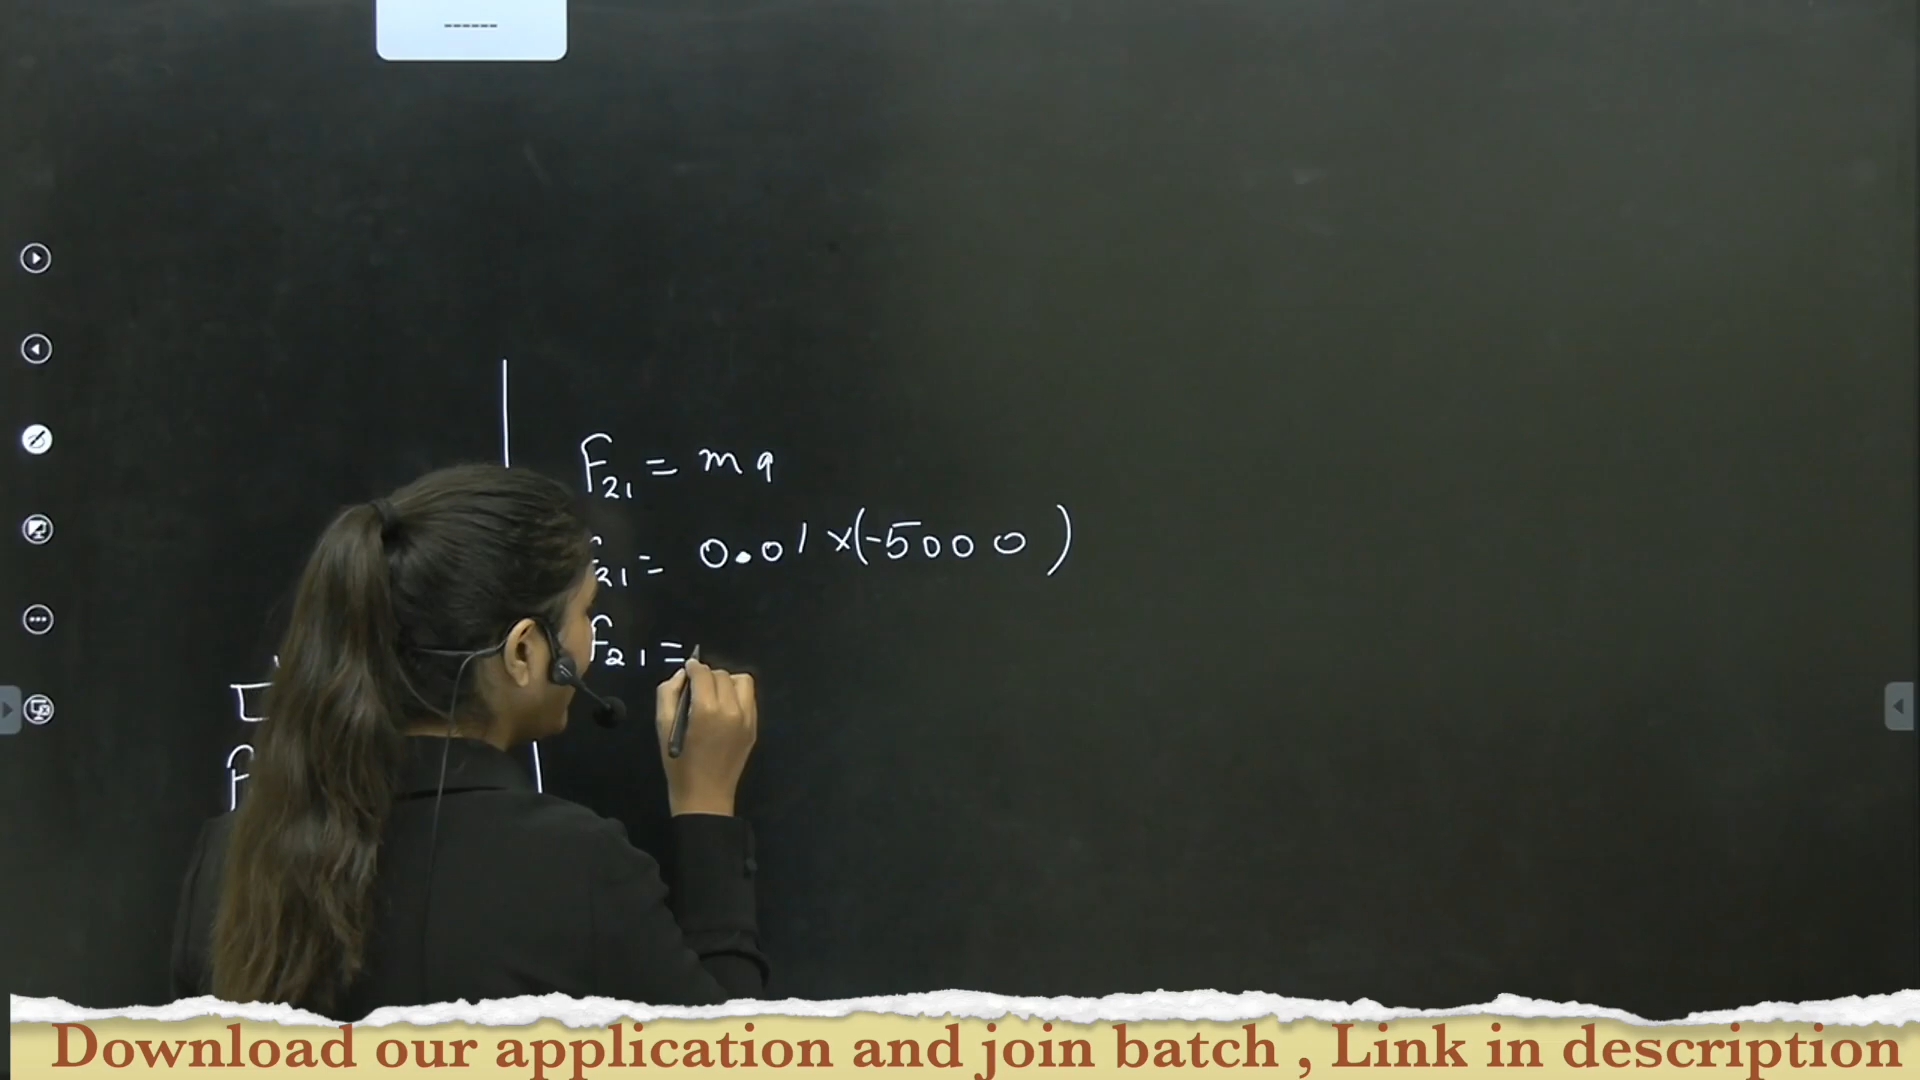 ------
F₂₁ = ma
F₂₁ = 0.01 × (-5000)
F₂₁ =
Download our application and join batch , Link in description